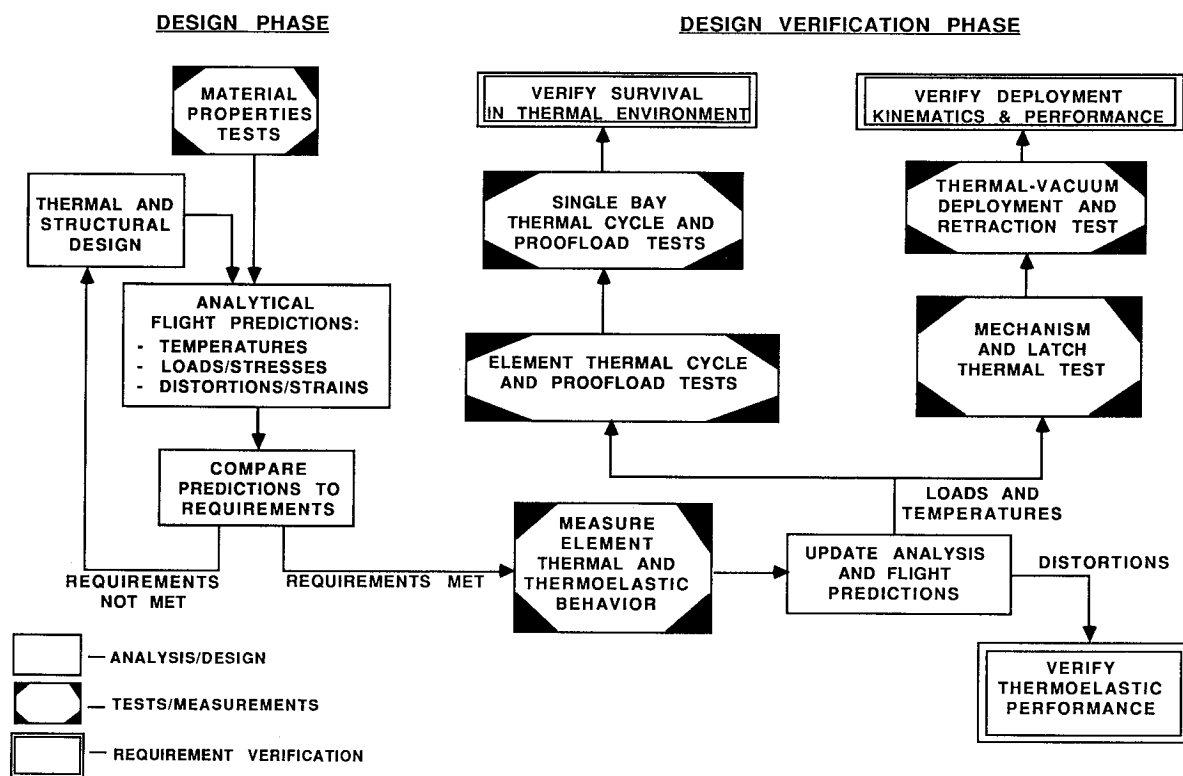 DESIGN PHASE
DESIGN VERIFICATION PHASE
MATERIAL
PROPERTIES
TESTS
THERMAL AND
STRUCTURAL
DESIGN
ANALYTICAL
FLIGHT PREDICTIONS:
- TEMPERATURES
- LOADS/STRESSES
- DISTORTIONS/STRAINS
COMPARE
PREDICTIONS TO
REQUIREMENTS
REQUIREMENTS
NOT MET
REQUIREMENTS MET
VERIFY SURVIVAL
IN THERMAL ENVIRONMENT
SINGLE BAY
THERMAL CYCLE AND
PROOFLOAD TESTS
ELEMENT THERMAL CYCLE
AND PROOFLOAD TESTS
VERIFY DEPLOYMENT
KINEMATICS & PERFORMANCE
THERMAL-VACUUM
DEPLOYMENT AND
RETRACTION TEST
MECHANISM
AND LATCH
THERMAL TEST
LOADS AND
TEMPERATURES
MEASURE
ELEMENT
THERMAL AND
THERMOELASTIC
BEHAVIOR
UPDATE ANALYSIS
AND FLIGHT
PREDICTIONS
DISTORTIONS
VERIFY
THERMOELASTIC
PERFORMANCE
— ANALYSIS/DESIGN
— TESTS/MEASUREMENTS
— REQUIREMENT VERIFICATION